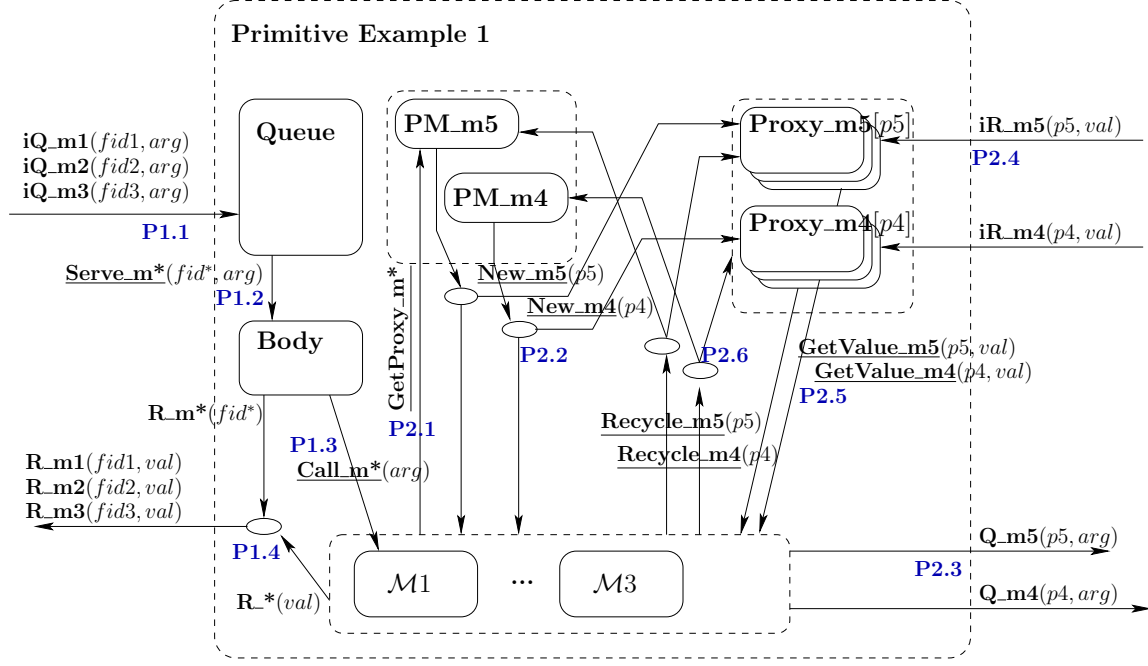 Primitive Example 1
iQ_m1(fid1, arg)
iQ_m2(fid2, arg)
iQ_m3(fid3, arg)
P1.1
Queue
Serve_m*(fid*, arg)
P1.2
Body
R_m*(fid*)
P1.3
Call_m*(arg)
R_m1(fid1, val)
R_m2(fid2, val)
R_m3(fid3, val)
P1.4
R_*(val)
PM_m5
PM_m4
GetProxy_m*
P2.1
New_m5(p5)
New_m4(p4)
P2.2
Proxy_m5[p5]
Proxy_m4[p4]
iR_m5(p5, val)
P2.4
iR_m4(p4, val)
P2.6
GetValue_m5(p5, val)
GetValue_m4(p4, val)
P2.5
Recycle_m5(p5)
Recycle_m4(p4)
ℳ1
...
ℳ3
Q_m5(p5, arg)
P2.3
Q_m4(p4, arg)